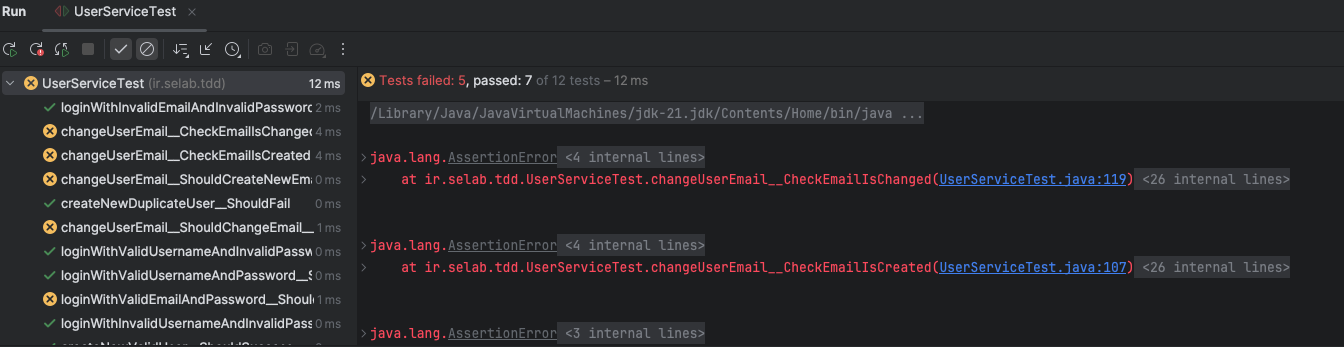 Run UserServiceTest ×
UserServiceTest (ir.selab.tdd) 12 ms
loginWithInvalidEmailAndInvalidPassword 2 ms
changeUserEmail__CheckEmailIsChanged 4 ms
changeUserEmail__CheckEmailIsCreated 4 ms
changeUserEmail__ShouldCreateNewEma 0 ms
createNewDuplicateUser__ShouldFail 0 ms
changeUserEmail__ShouldChangeEmail__ 1 ms
loginWithValidUsernameAndInvalidPassw 0 ms
loginWithValidUsernameAndPassword__S 0 ms
loginWithValidEmailAndPassword__Shoul 1 ms
loginWithInvalidUsernameAndInvalidPass 0 ms
Tests failed: 5, passed: 7 of 12 tests – 12 ms
/Library/Java/JavaVirtualMachines/jdk-21.jdk/Contents/Home/bin/java ...
java.lang.AssertionError <4 internal lines>
at ir.selab.tdd.UserServiceTest.changeUserEmail__CheckEmailIsChanged(UserServiceTest.java:119) <26 internal lines>
java.lang.AssertionError <4 internal lines>
at ir.selab.tdd.UserServiceTest.changeUserEmail__CheckEmailIsCreated(UserServiceTest.java:107) <26 internal lines>
java.lang.AssertionError <3 internal lines>